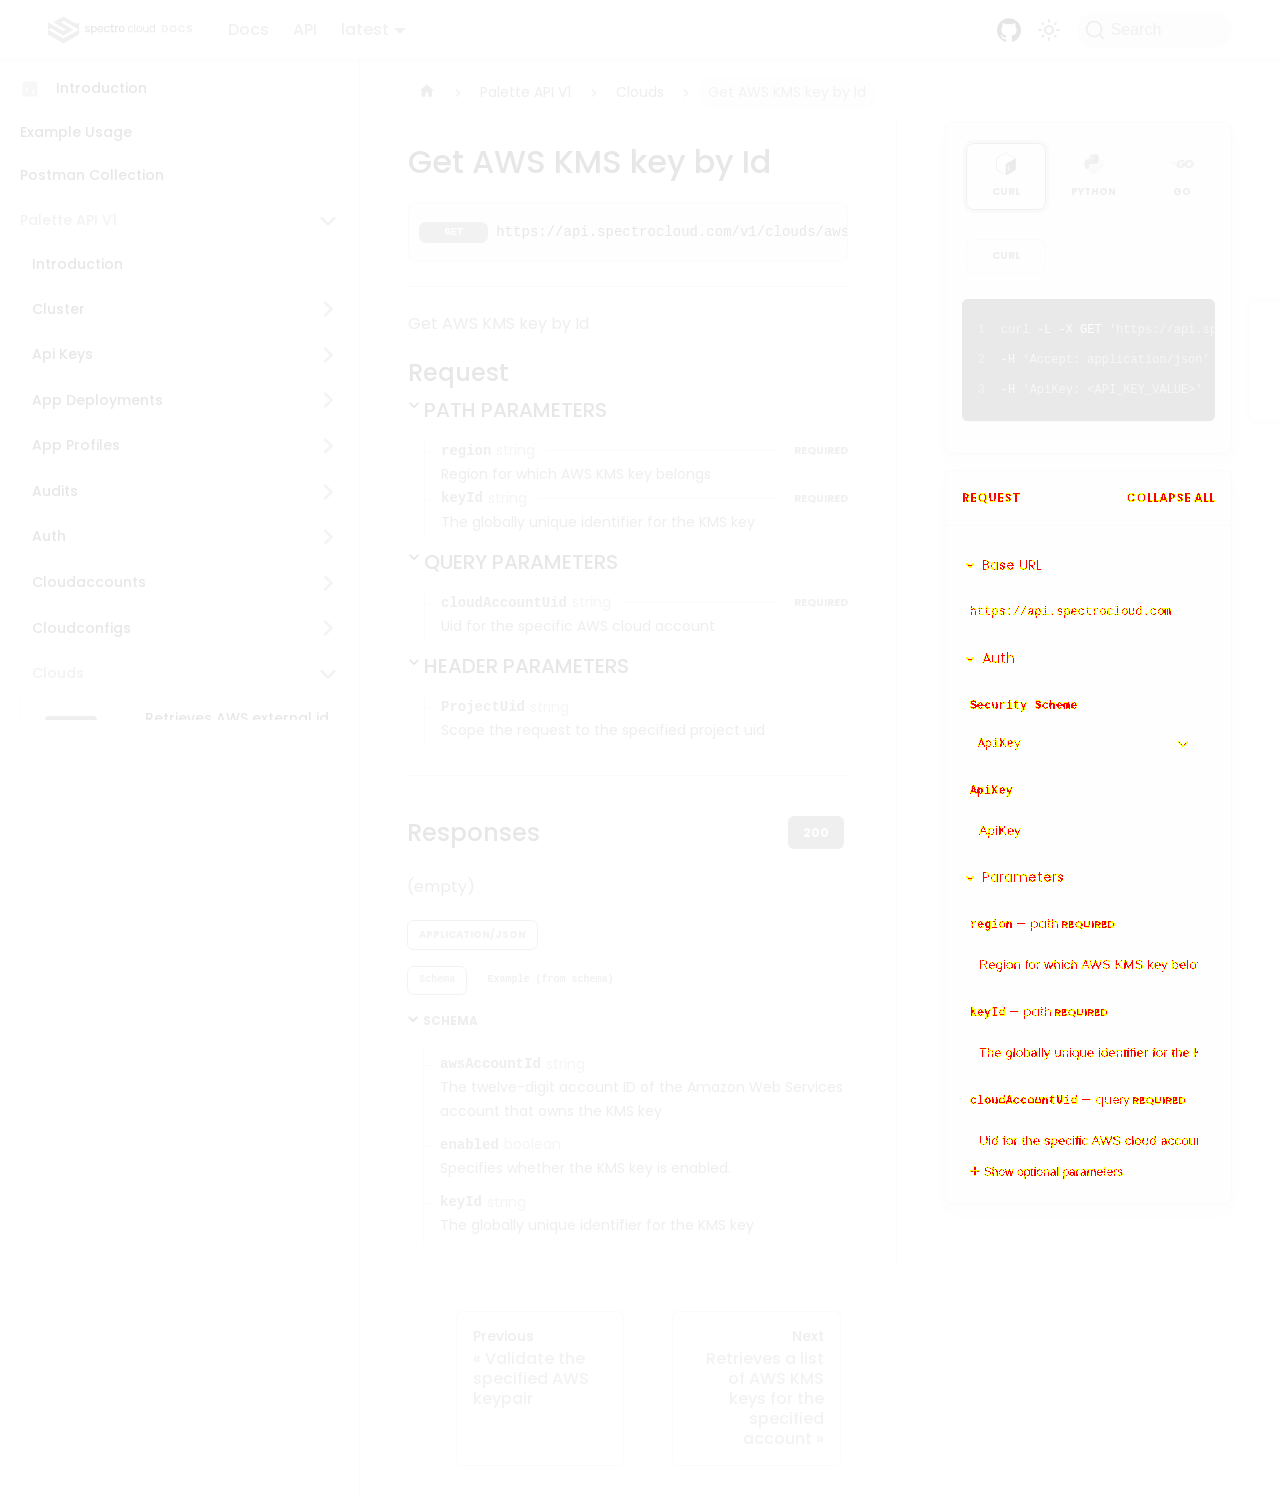 spectro cloud DOCS
Docs
API
latest
Search
Introduction
Example Usage
Postman Collection
Palette API V1
Introduction
Cluster
Api Keys
App Deployments
App Profiles
Audits
Auth
Cloudaccounts
Cloudconfigs
Clouds
Retrieves AWS external id
Palette API V1
Clouds
Get AWS KMS key by Id
Get AWS KMS key by Id
GET https://api.spectrocloud.com/v1/clouds/aws
Get AWS KMS key by Id
Request
PATH PARAMETERS
region string REQUIRED
Region for which AWS KMS key belongs
keyId string REQUIRED
The globally unique identifier for the KMS key
QUERY PARAMETERS
cloudAccountUid string REQUIRED
Uid for the specific AWS cloud account
HEADER PARAMETERS
ProjectUid string
Scope the request to the specified project uid
Responses
200
(empty)
APPLICATION/JSON
Schema
Example (from schema)
SCHEMA
awsAccountId string
The twelve-digit account ID of the Amazon Web Services
account that owns the KMS key
enabled boolean
Specifies whether the KMS key is enabled.
keyId string
The globally unique identifier for the KMS key
Previous
« Validate the
specified AWS
keypair
Next
Retrieves a list
of AWS KMS
keys for the
specified
account »
CURL
PYTHON
GO
CURL
1 curl -L -X GET 'https://api.sp
2 -H 'Accept: application/json'
3 -H 'ApiKey: <API_KEY_VALUE>'
REQUEST
COLLAPSE ALL
Base URL
https://api.spectrocloud.com
Auth
Security Scheme
ApiKey
ApiKey
ApiKey
Parameters
region — path REQUIRED
Region for which AWS KMS key belo
keyId — path REQUIRED
The globally unique identifier for the
cloudAccountUid — query REQUIRED
Uid for the specific AWS cloud accou
Show optional parameters